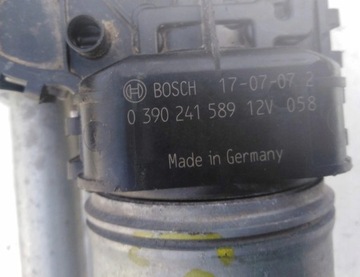 BOSCH 17-07-07 2
0 390 241 589 12V 058
Made in Germany